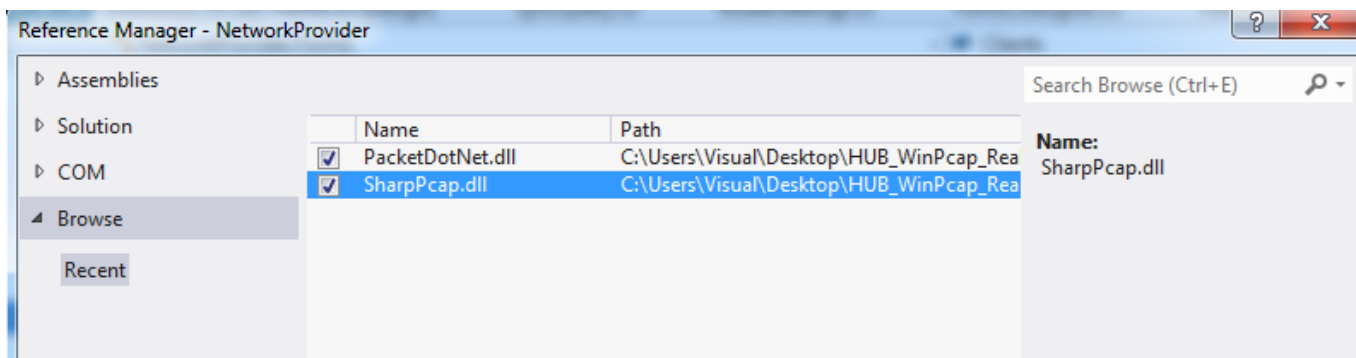 Reference Manager - NetworkProvider
?
X
Assemblies
Solution
COM
Browse
Recent
Name Path
PacketDotNet.dll C:\Users\Visual\Desktop\HUB_WinPcap_Rea
SharpPcap.dll C:\Users\Visual\Desktop\HUB_WinPcap_Rea
Search Browse (Ctrl+E)
Name:
SharpPcap.dll